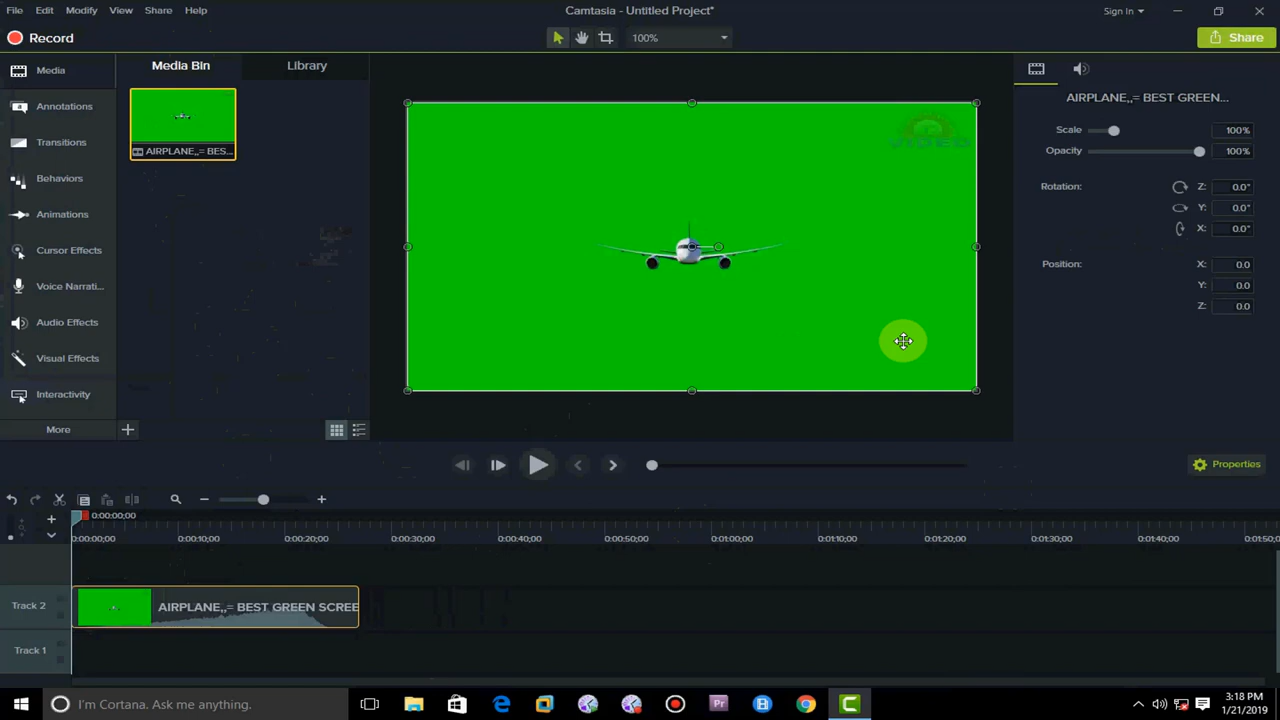 File Edit Modify View Share Help
Camtasia - Untitled Project*
Sign In
Record
100%
Share
Media
Annotations
Transitions
Behaviors
Animations
Cursor Effects
Voice Narrati...
Audio Effects
Visual Effects
Interactivity
More
Media Bin Library
AIRPLANE,,= BES...
VIDEO
AIRPLANE,,= BEST GREEN...
Scale 100%
Opacity 100%
Rotation: Z: 0.0°
Y: 0.0°
X: 0.0°
Position: X: 0.0
Y: 0.0
Z: 0.0
Properties
0:00:00;00
0:00:00;00 0:00:10;00 0:00:20;00 0:00:30;00 0:00:40;00 0:00:50;00 0:01:00;00 0:01:10;00 0:01:20;00 0:01:30;00 0:01:40;00 0:01:50;0
Track 2
AIRPLANE,,= BEST GREEN SCREE
Track 1
I'm Cortana. Ask me anything.
Pr
3:18 PM
1/21/2019